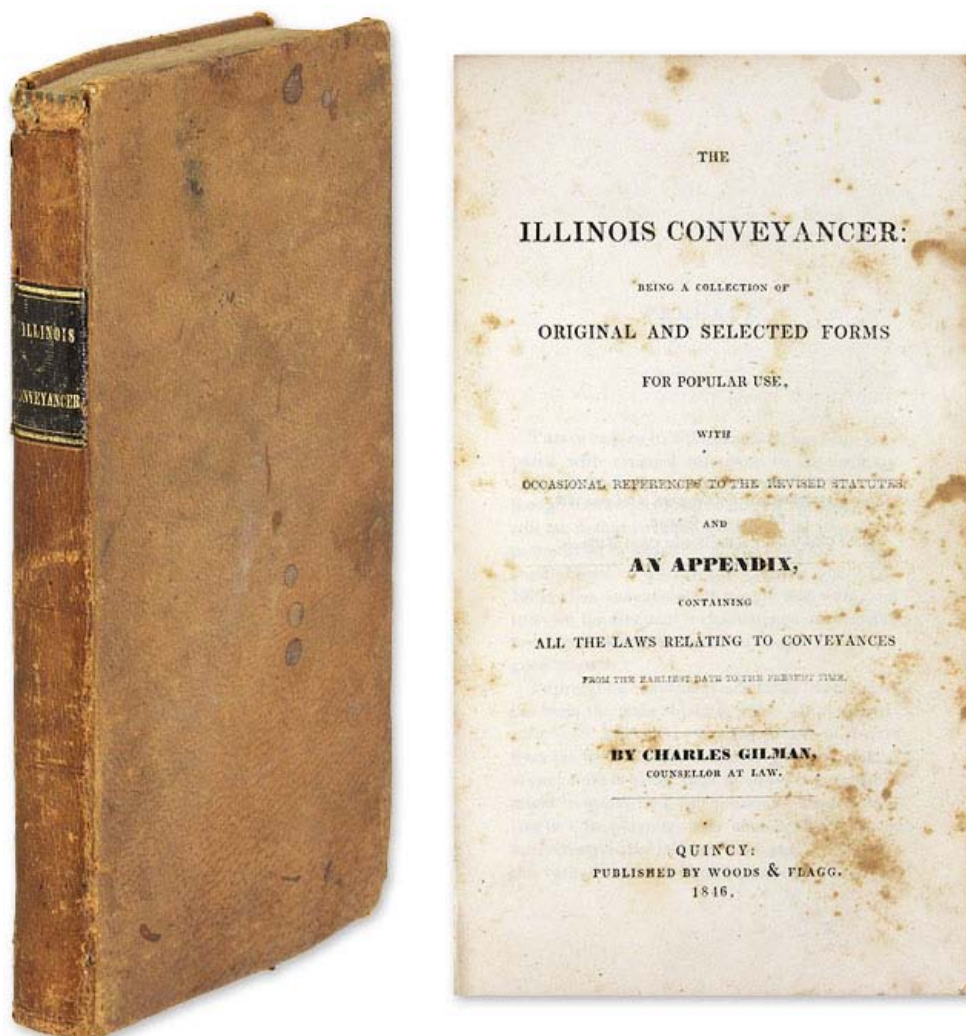 ILLINOIS
CONVEYANCER
THE
ILLINOIS CONVEYANCER:
BEING A COLLECTION OF
ORIGINAL AND SELECTED FORMS
FOR POPULAR USE,
WITH
OCCASIONAL REFERENCES TO THE REVISED STATUTES:
AND
AN APPENDIX,
CONTAINING
ALL THE LAWS RELATING TO CONVEYANCES
FROM THE EARLIEST DATE TO THE PRESENT TIME.
BY CHARLES GILMAN,
COUNSELLOR AT LAW.
QUINCY:
PUBLISHED BY WOODS & FLAGG.
1846.